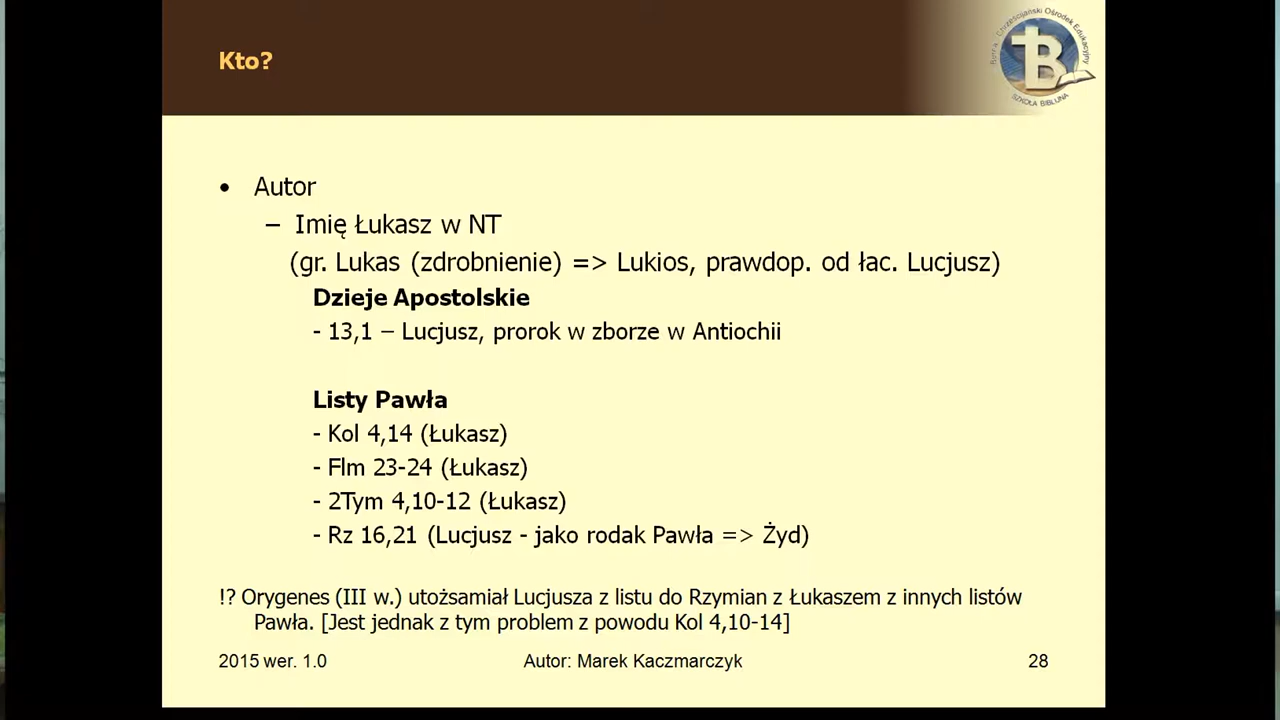 Kto?
Chrześcijański Ośrodek Edukacyjny
SZKOŁA BIBLIJNA
• Autor
– Imię Łukasz w NT
(gr. Lukas (zdrobnienie) => Lukios, prawdop. od łac. Lucjusz)
Dzieje Apostolskie
- 13,1 – Lucjusz, prorok w zborze w Antiochii
Listy Pawła
- Kol 4,14 (Łukasz)
- Flm 23-24 (Łukasz)
- 2Tym 4,10-12 (Łukasz)
- Rz 16,21 (Lucjusz - jako rodak Pawła => Żyd)
!? Orygenes (III w.) utożsamiał Lucjusza z listu do Rzymian z Łukaszem z innych listów
Pawła. [Jest jednak z tym problem z powodu Kol 4,10-14]
2015 wer. 1.0 Autor: Marek Kaczmarczyk 28